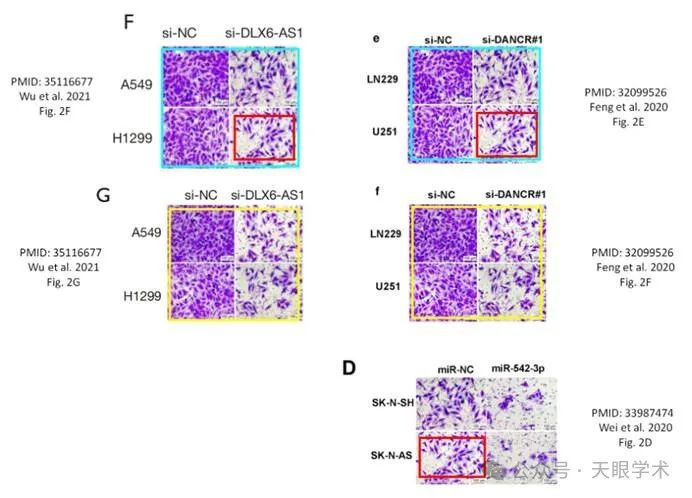 F
si-NC si-DLX6-AS1
A549
H1299
PMID: 35116677
Wu et al. 2021
Fig. 2F
e
si-NC si-DANCR#1
LN229
U251
PMID: 32099526
Feng et al. 2020
Fig. 2E
G
si-NC si-DLX6-AS1
A549
H1299
PMID: 35116677
Wu et al. 2021
Fig. 2G
f
si-NC si-DANCR#1
LN229
U251
PMID: 32099526
Feng et al. 2020
Fig. 2F
D
miR-NC miR-542-3p
SK-N-SH
SK-N-AS
PMID: 33987474
Wei et al. 2020
Fig. 2D
公众号·天眼学术